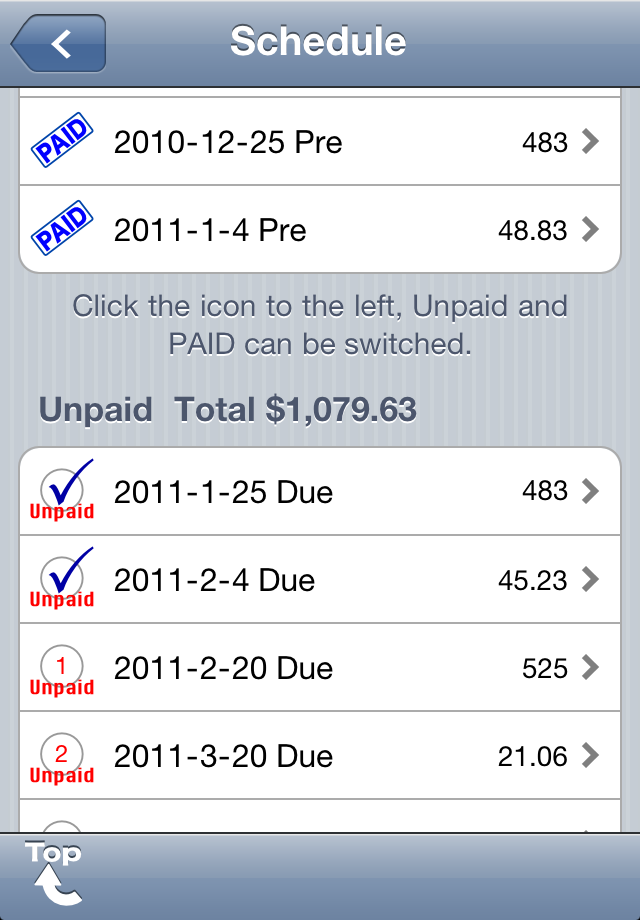 Schedule
PAID 2010-12-25 Pre 483
PAID 2011-1-4 Pre 48.83
Click the icon to the left, Unpaid and
PAID can be switched.
Unpaid Total $1,079.63
Unpaid 2011-1-25 Due 483
Unpaid 2011-2-4 Due 45.23
1 Unpaid 2011-2-20 Due 525
2 Unpaid 2011-3-20 Due 21.06
Top